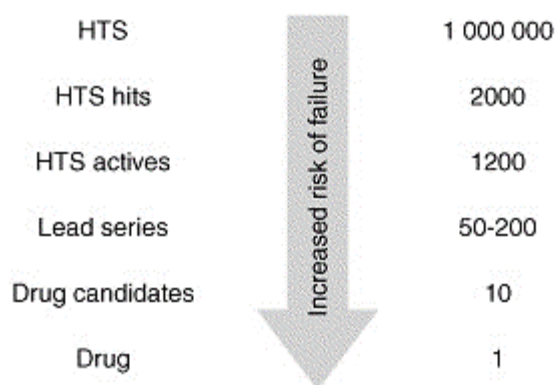 HTS 1 000 000
HTS hits 2000
HTS actives 1200
Lead series 50-200
Drug candidates 10
Drug 1
Increased risk of failure